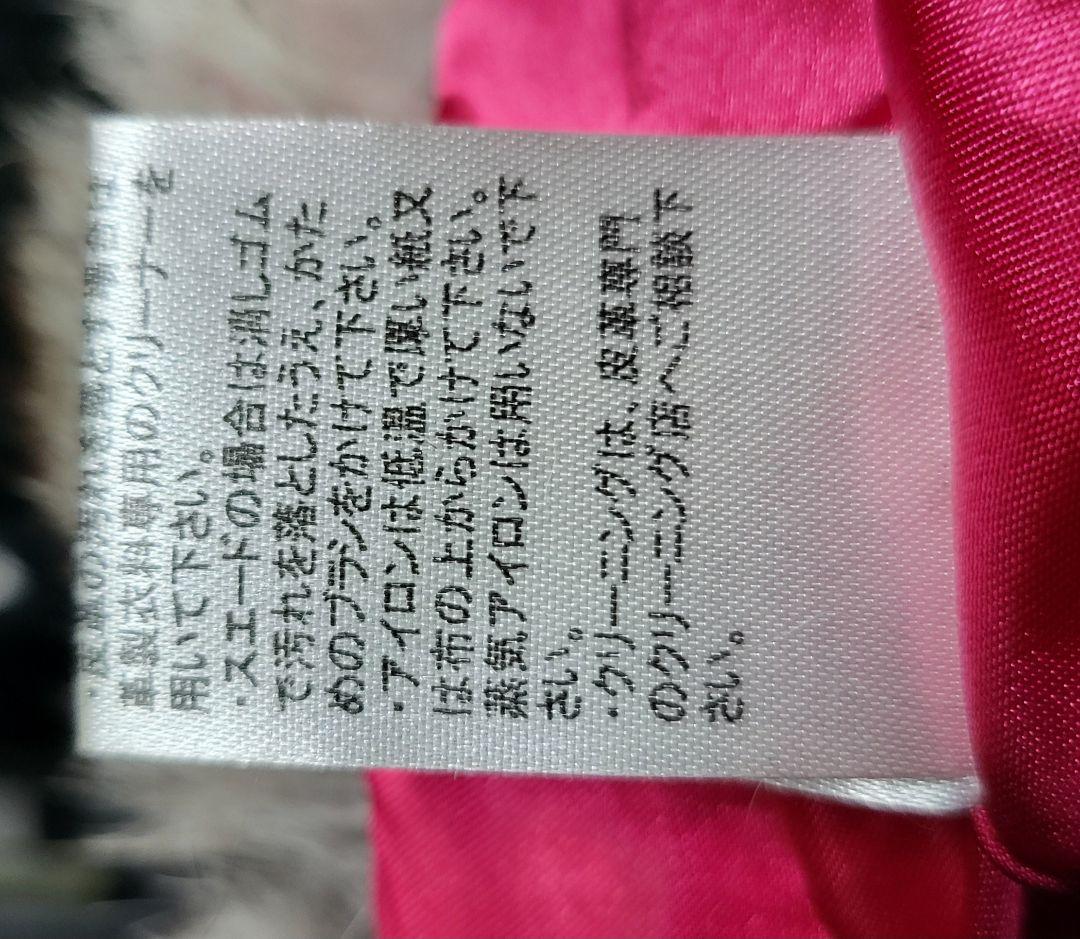 革製衣料専用のクリーナーを
用いて下さい。
・スエードの場合は消しゴム
で汚れを落としたうえ、かた
めのブラシをかけて下さい。
・アイロンは低温で厚い紙又
は布の上からかけて下さい。
蒸気アイロンは用いないで下
さい。
・クリーニングは、皮革専門
のクリーニング店へご相談下
さい。